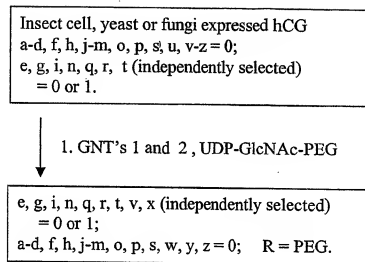 Insect cell, yeast or fungi expressed hCG
a-d, f, h, j-m, o, p, s, u, v-z = 0;
e, g, i, n, q, r, t (independently selected)
= 0 or 1.
1. GNT's 1 and 2 , UDP-GlcNAc-PEG
e, g, i, n, q, r, t, v, x (independently selected)
= 0 or 1;
a-d, f, h, j-m, o, p, s, w, y, z = 0; R = PEG.